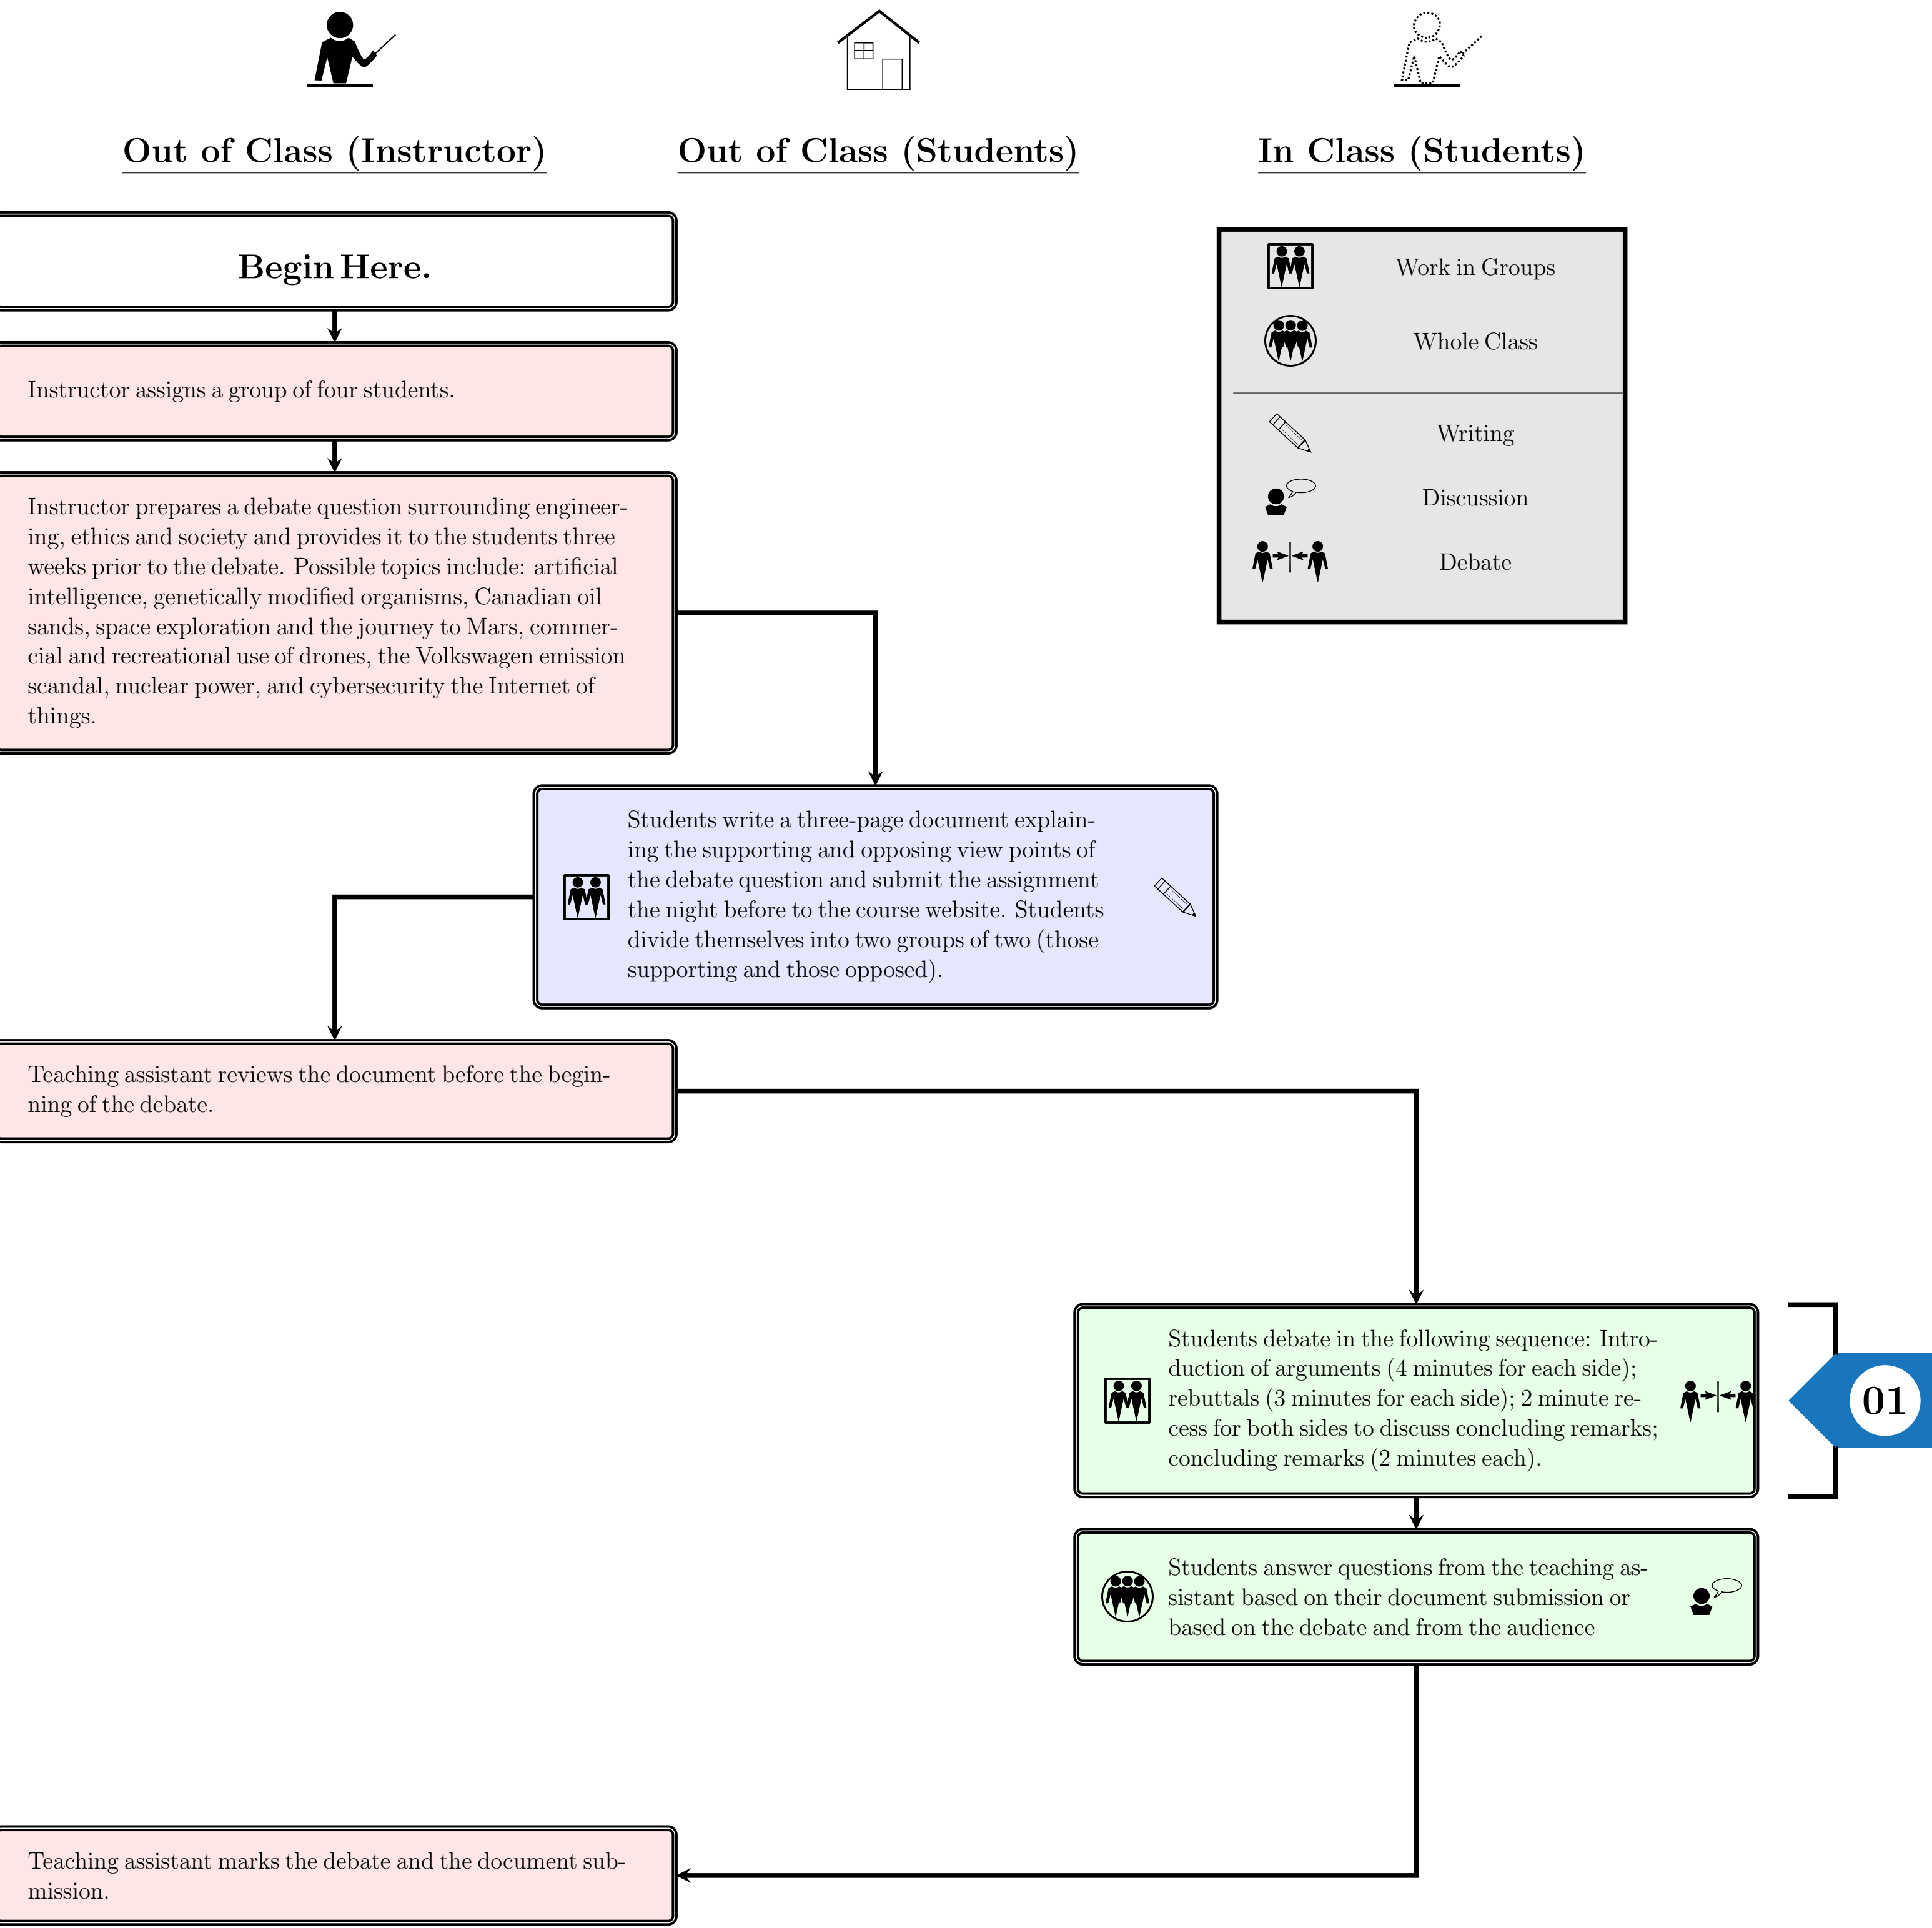 Out of Class (Instructor)
Out of Class (Students)
In Class (Students)
Begin Here.
Work in Groups
Whole Class
Writing
Discussion
Debate
Instructor assigns a group of four students.
Instructor prepares a debate question surrounding engineer-
ing, ethics and society and provides it to the students three
weeks prior to the debate. Possible topics include: artificial
intelligence, genetically modified organisms, Canadian oil
sands, space exploration and the journey to Mars, commer-
cial and recreational use of drones, the Volkswagen emission
scandal, nuclear power, and cybersecurity the Internet of
things.
Students write a three-page document explain-
ing the supporting and opposing view points of
the debate question and submit the assignment
the night before to the course website. Students
divide themselves into two groups of two (those
supporting and those opposed).
Teaching assistant reviews the document before the begin-
ning of the debate.
Students debate in the following sequence: Intro-
duction of arguments (4 minutes for each side);
rebuttals (3 minutes for each side); 2 minute re-
cess for both sides to discuss concluding remarks;
concluding remarks (2 minutes each).
01
Students answer questions from the teaching as-
sistant based on their document submission or
based on the debate and from the audience
Teaching assistant marks the debate and the document sub-
mission.